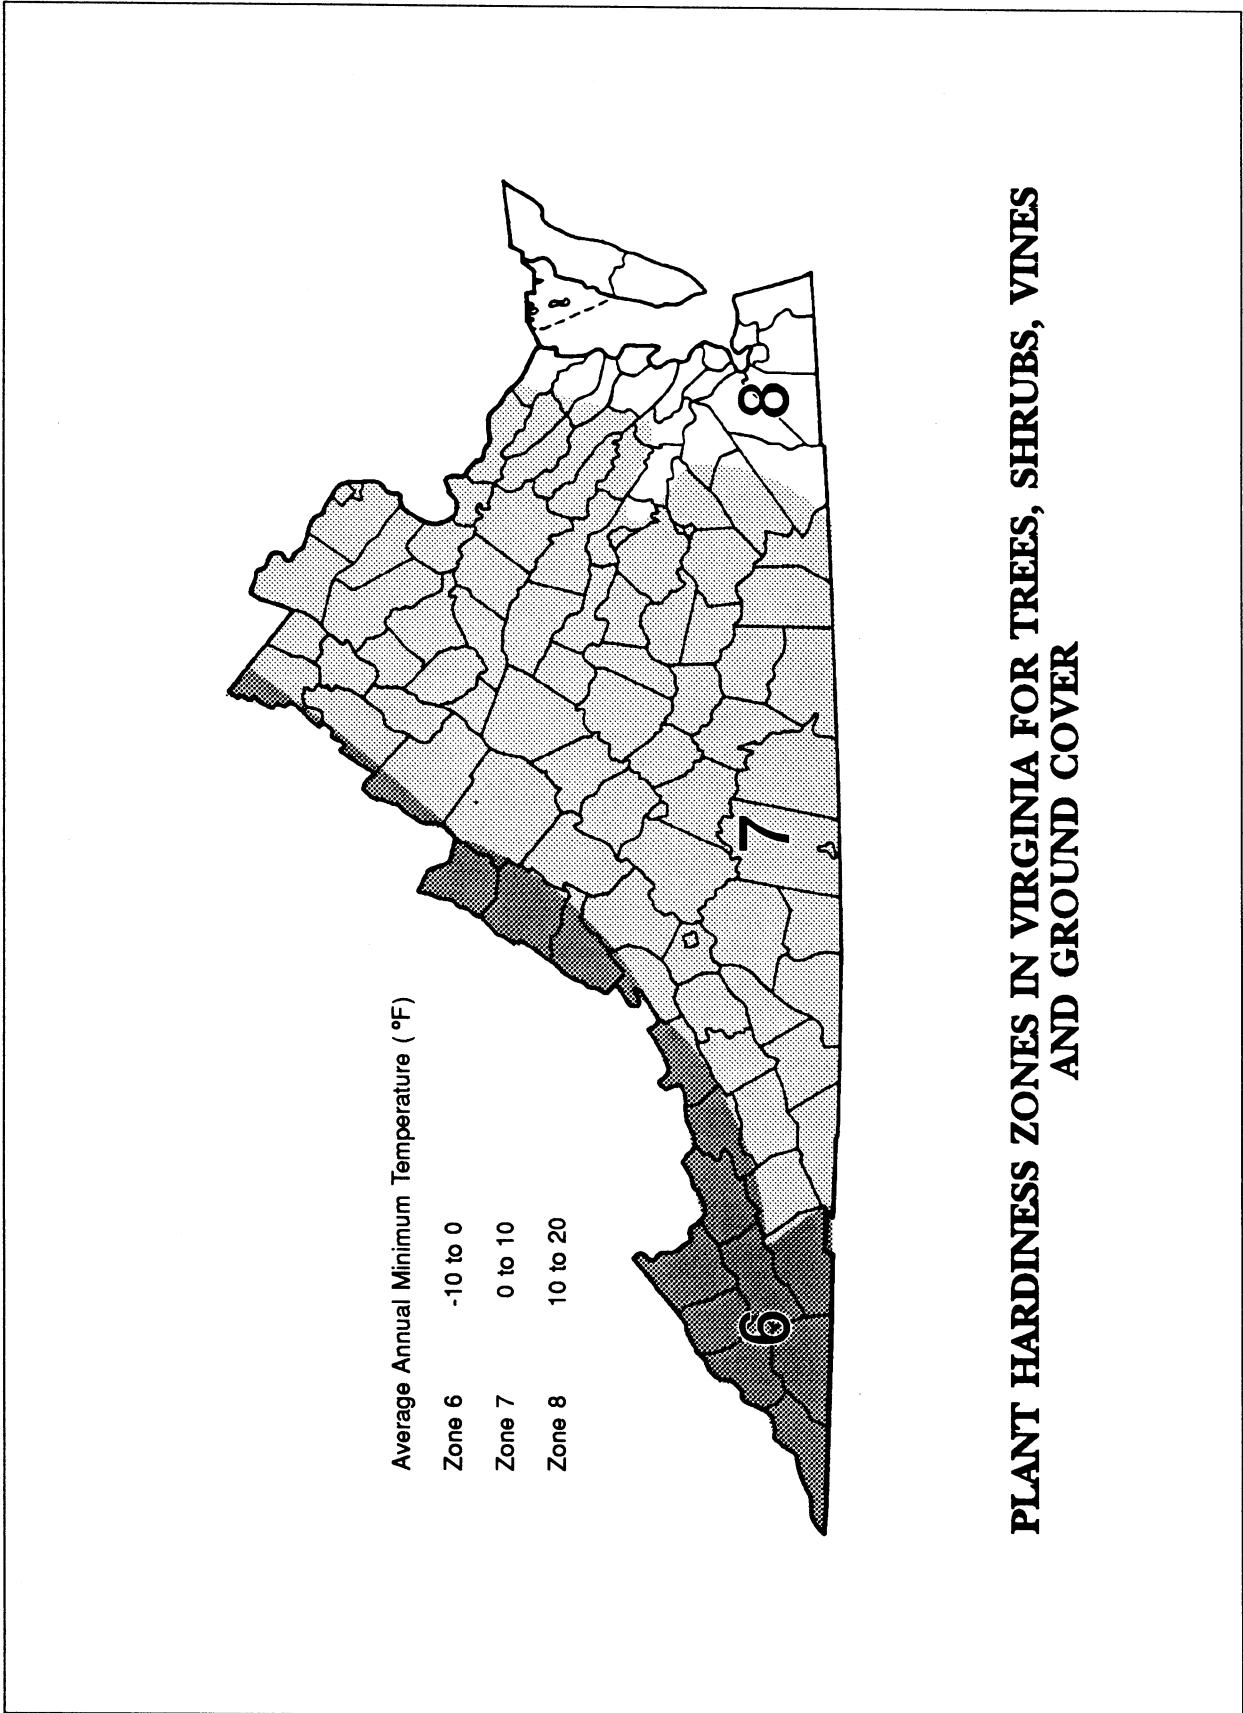 Average Annual Minimum Temperature (°F)
Zone 6 -10 to 0
Zone 7 0 to 10
Zone 8 10 to 20
6
7
8
PLANT HARDINESS ZONES IN VIRGINIA FOR TREES, SHRUBS, VINES
AND GROUND COVER